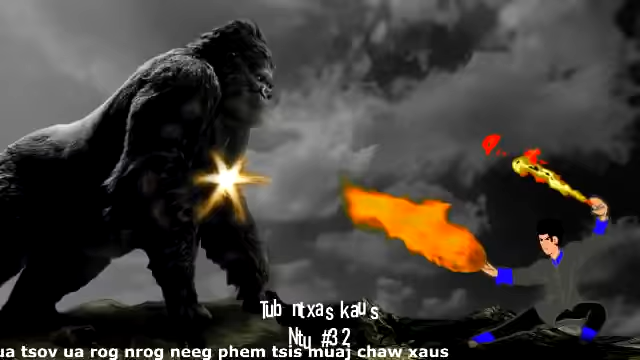 Tub ntxas kaus
Ntu #32
ua tsov ua rog nrog neeg phem tsis muaj chaw xaus